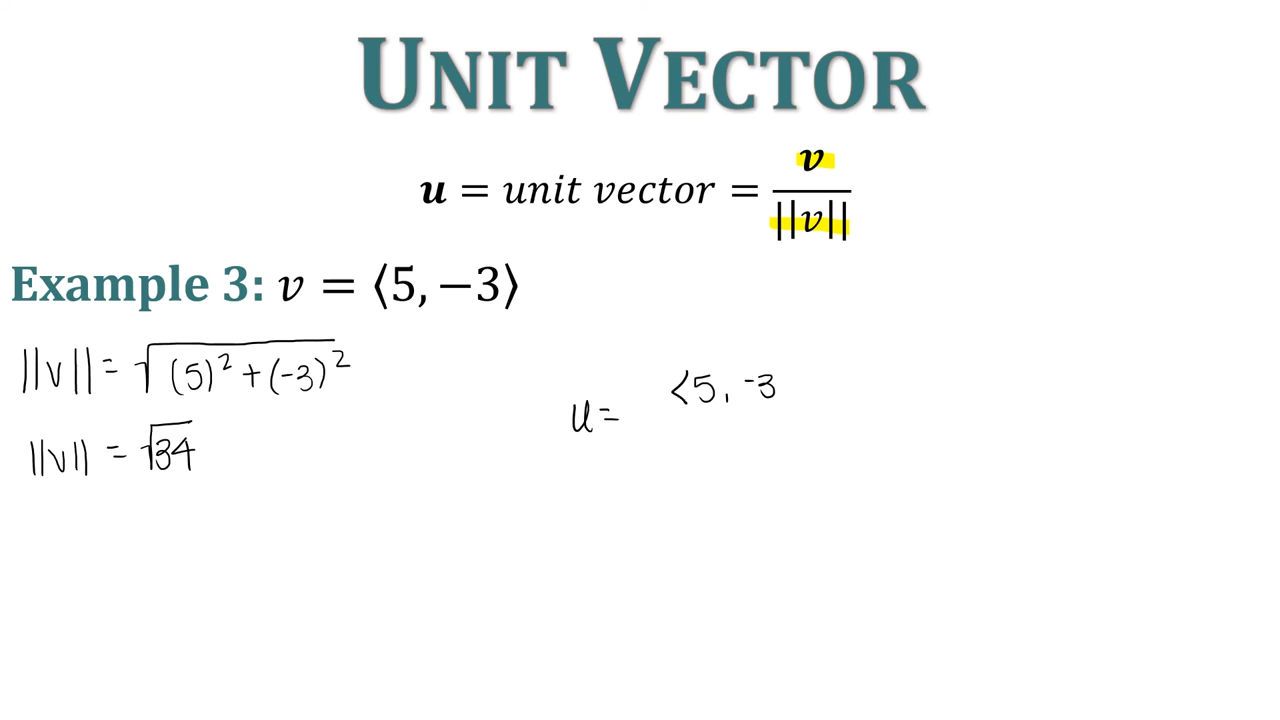 UNIT VECTOR
u = unit vector = v / ||v||
Example 3: v = ⟨5, −3⟩
||v|| = √(5)² + (-3)²
||v|| = √34
u = <5, -3